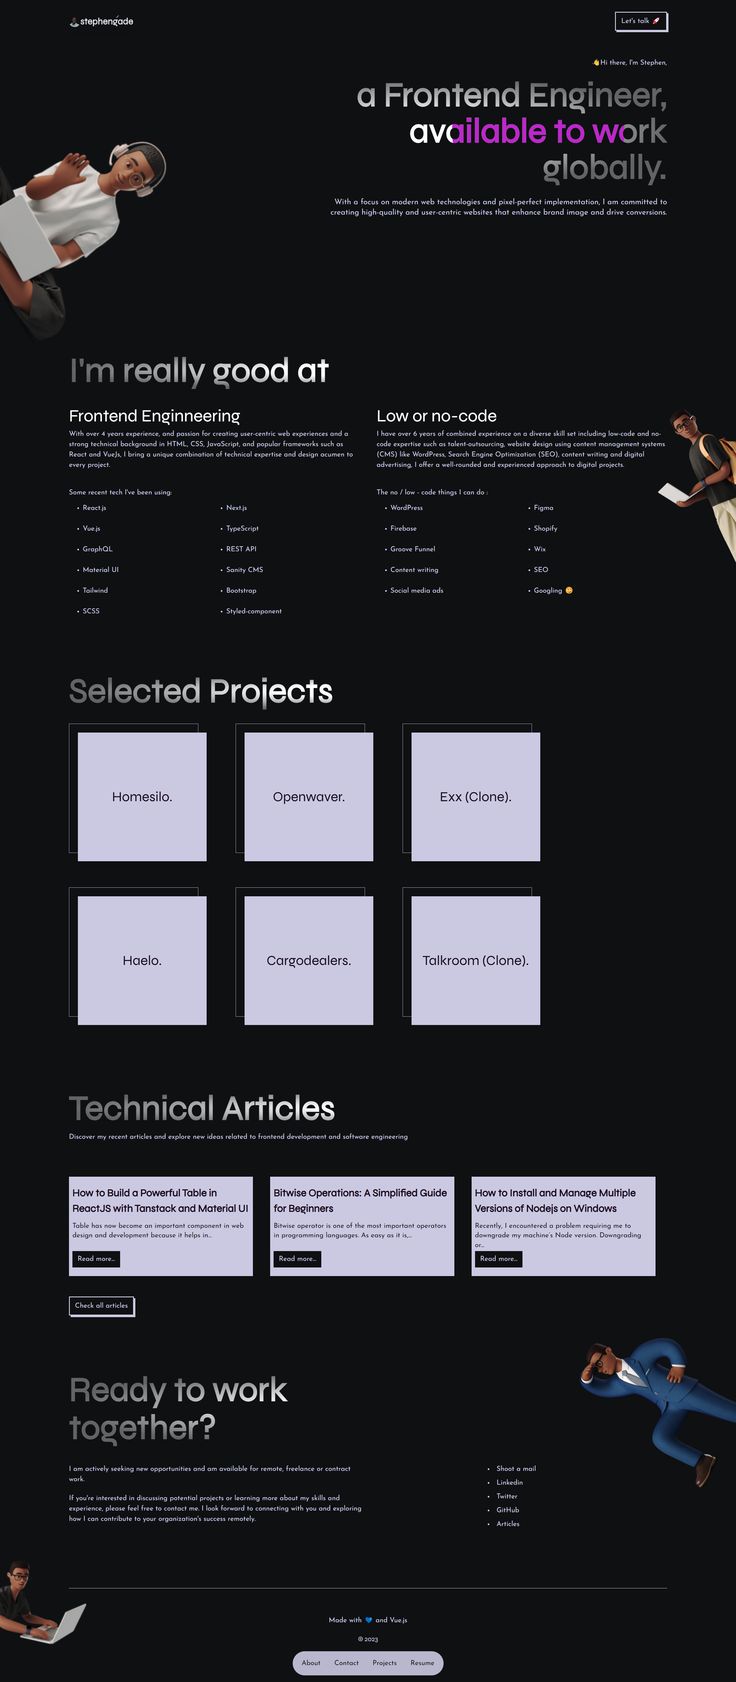 stephengade
Let's talk 🚀
👋Hi there, I'm Stephen,
a Frontend Engineer,
available to work
globally.
With a focus on modern web technologies and pixel-perfect implementation, I am committed to
creating high-quality and user-centric websites that enhance brand image and drive conversions.
I'm really good at
Frontend Enginneering
With over 4 years experience, and passion for creating user-centric web experiences and a
strong technical background in HTML, CSS, JavaScript, and popular frameworks such as
React and VueJs, I bring a unique combination of technical expertise and design acumen to
every project.
Some recent tech I've been using:
• React.js
• Next.js
• Vue.js
• TypeScript
• GraphQL
• REST API
• Material UI
• Sanity CMS
• Tailwind
• Bootstrap
• SCSS
• Styled-component
Low or no-code
I have over 6 years of combined experience on a diverse skill set including low-code and no-
code expertise such as talent-outsourcing, website design using content management systems
(CMS) like WordPress, Search Engine Optimization (SEO), content writing and digital
advertising, I offer a well-rounded and experienced approach to digital projects.
The no / low - code things I can do :
• WordPress
• Figma
• Firebase
• Shopify
• Groove Funnel
• Wix
• Content writing
• SEO
• Social media ads
• Googling
Selected Projects
Homesilo.
Openwaver.
Exx (Clone).
Haelo.
Cargodealers.
Talkroom (Clone).
Technical Articles
Discover my recent articles and explore new ideas related to frontend development and software engineering
How to Build a Powerful Table in
ReactJS with Tanstack and Material UI
Table has now become an important component in web
design and development because it helps in...
Read more...
Bitwise Operations: A Simplified Guide
for Beginners
Bitwise operator is one of the most important operators
in programming languages. As easy as it is,...
Read more...
How to Install and Manage Multiple
Versions of Nodejs on Windows
Recently, I encountered a problem requiring me to
downgrade my machine's Node version. Downgrading
or...
Read more...
Check all articles
Ready to work
together?
I am actively seeking new opportunities and am available for remote, freelance or contract
work.
If you're interested in discussing potential projects or learning more about my skills and
experience, please feel free to contact me. I look forward to connecting with you and exploring
how I can contribute to your organization's success remotely.
• Shoot a mail
• Linkedin
• Twitter
• GitHub
• Articles
Made with 💙 and Vue.js
© 2023
About
Contact
Projects
Resume